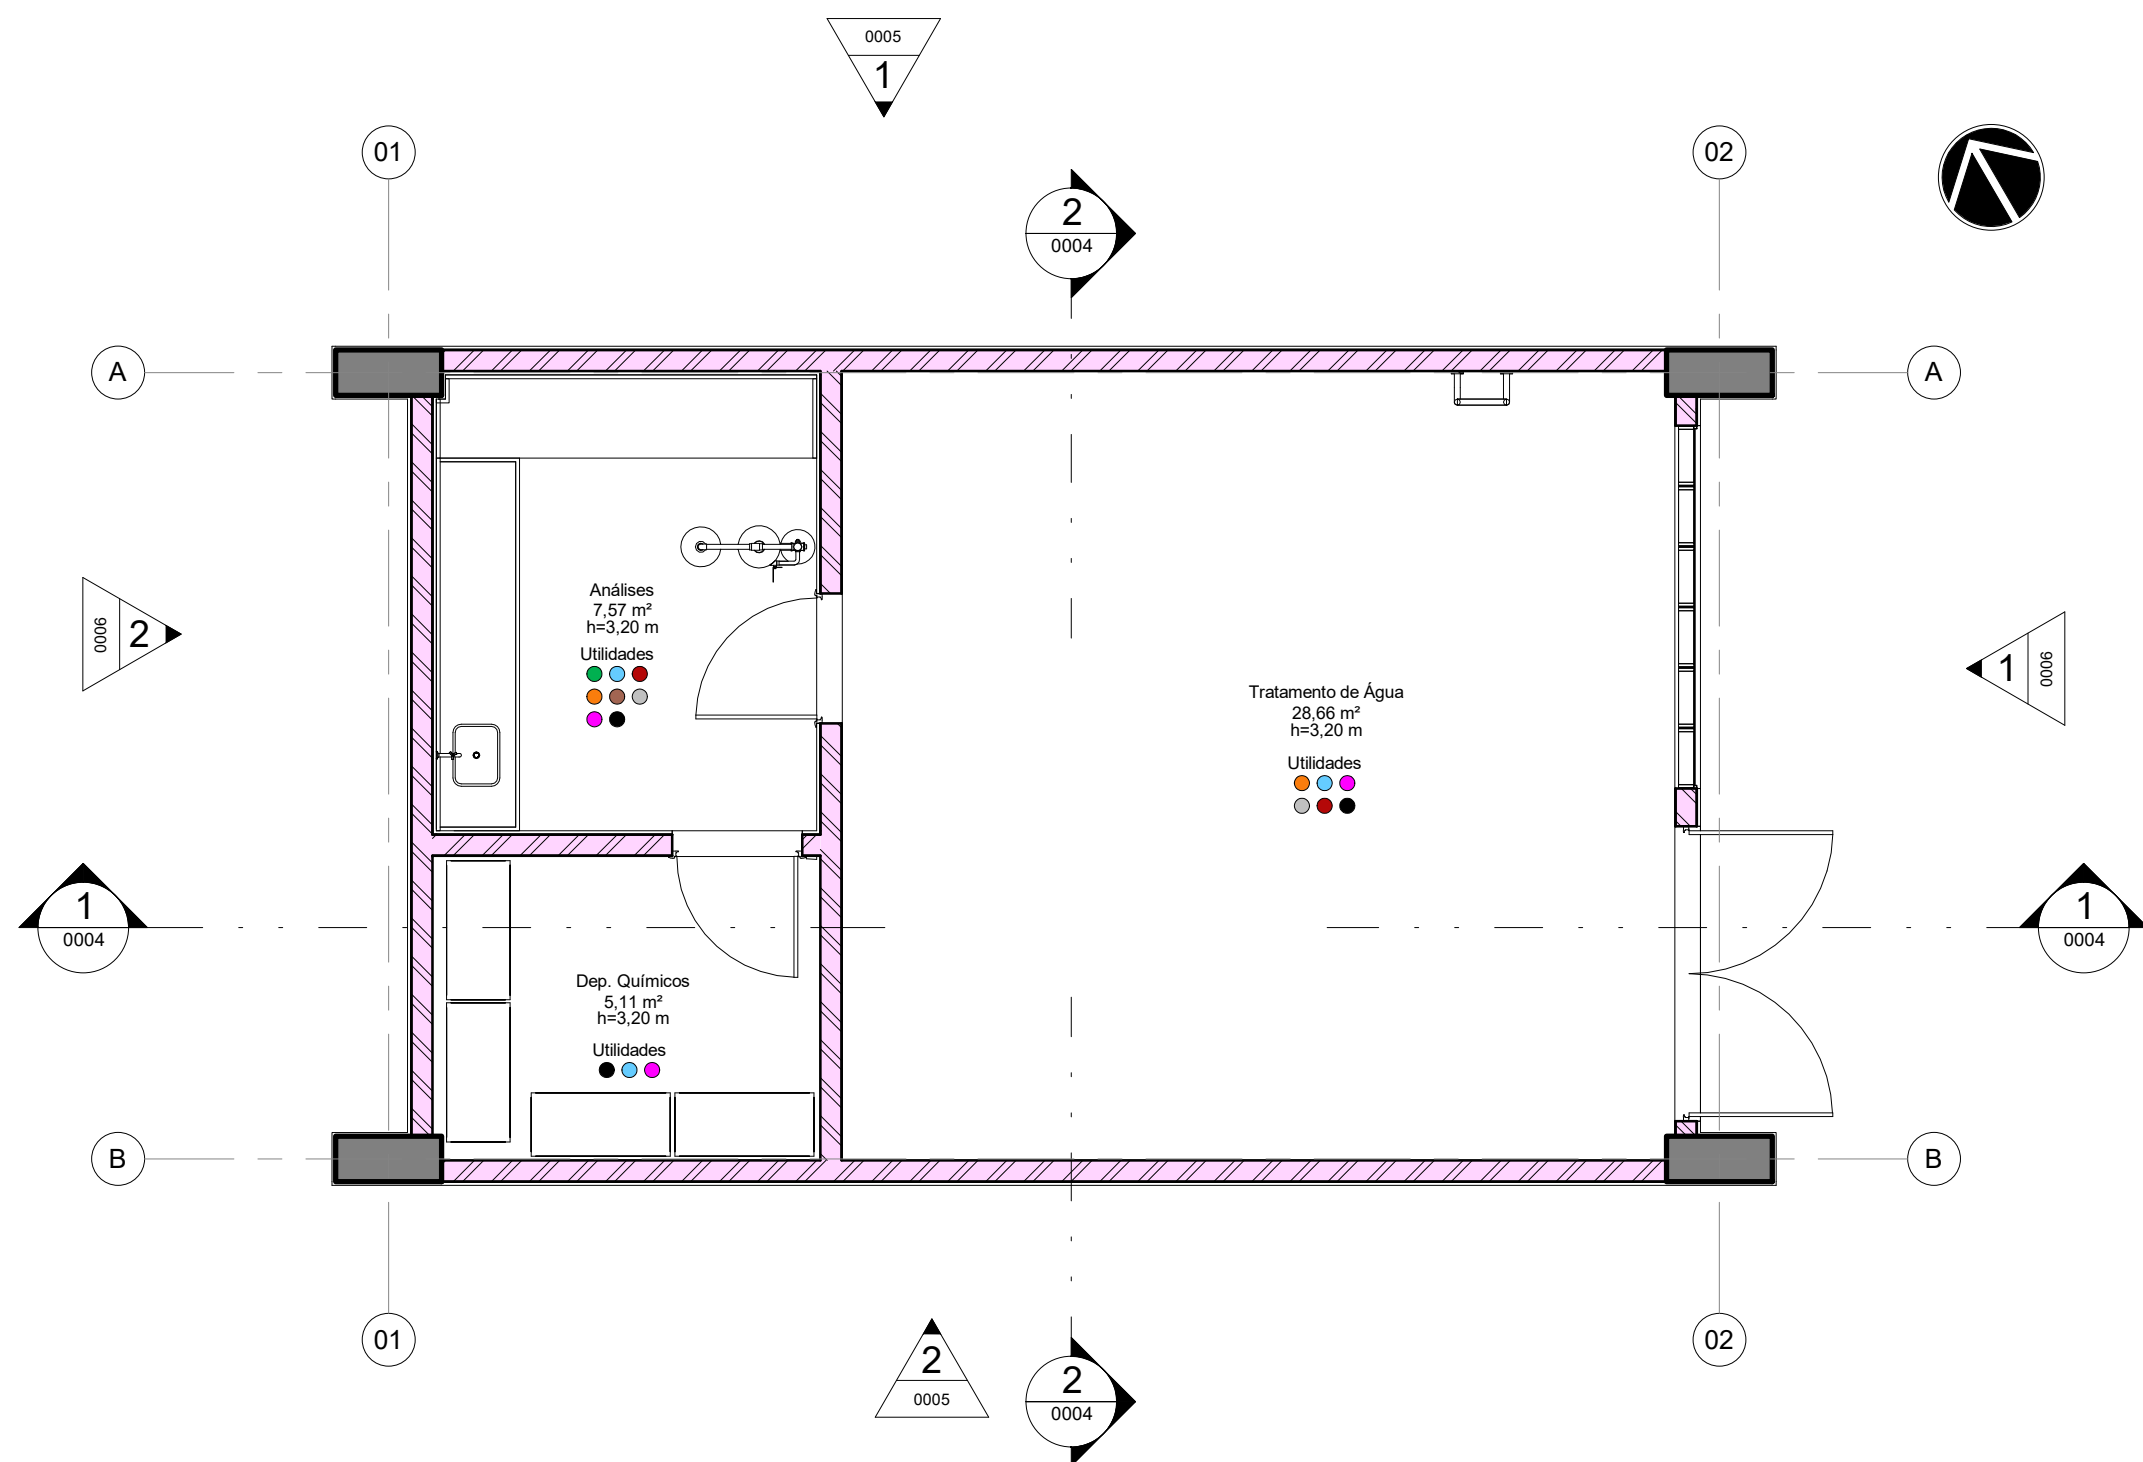 0005
1
01
02
2
0004
A
A
Análises
7,57 m²
h=3,20 m
Utilidades
0006
2
1
0006
Tratamento de Água
28,66 m²
h=3,20 m
Utilidades
1
0004
1
0004
Dep. Químicos
5,11 m²
h=3,20 m
Utilidades
B
B
01
02
2
0005
2
0004